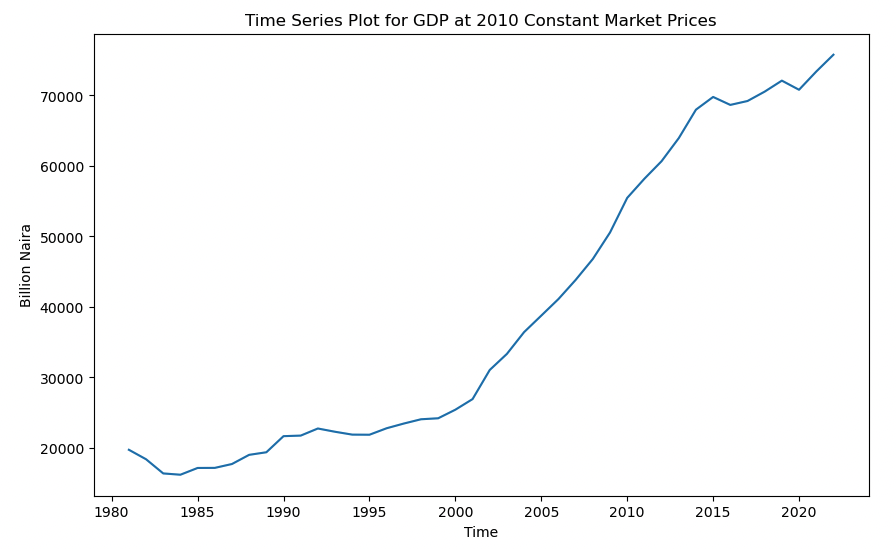 Time Series Plot for GDP at 2010 Constant Market Prices
Billion Naira
70000
60000
50000
40000
30000
20000
1980 1985 1990 1995 2000 2005 2010 2015 2020
Time